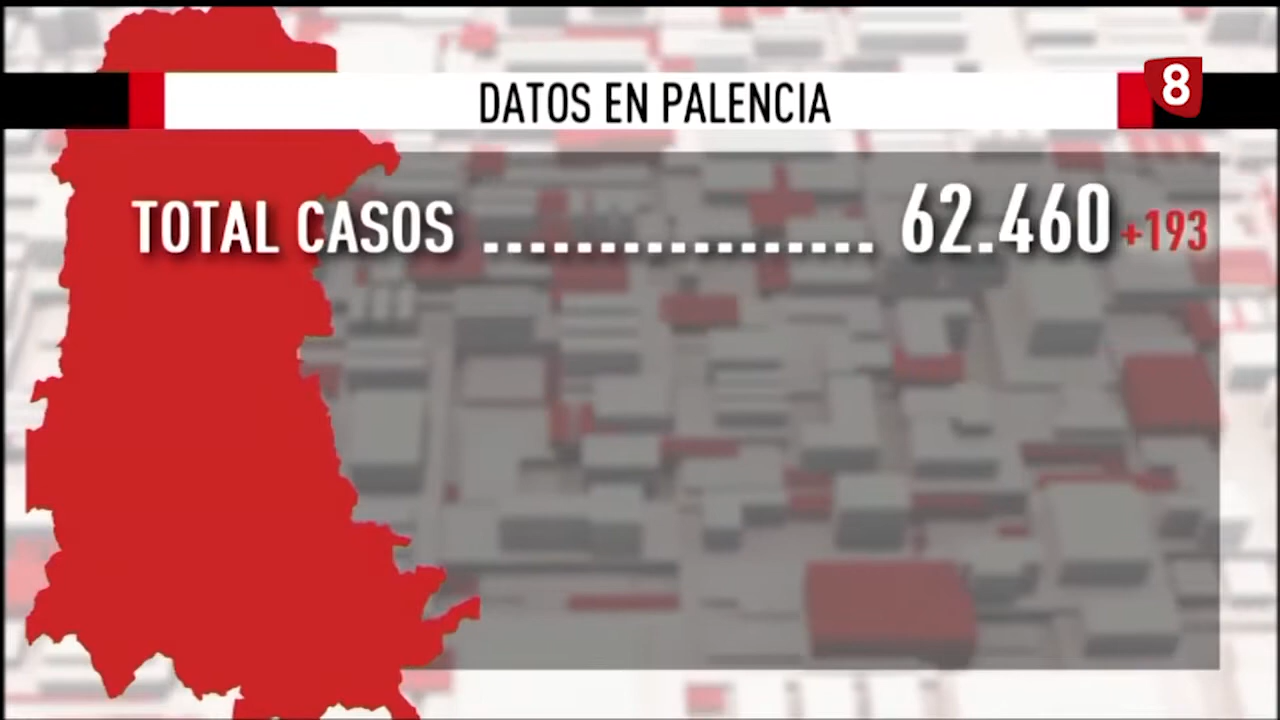 8
DATOS EN PALENCIA
TOTAL CASOS ................. 62.460 +193